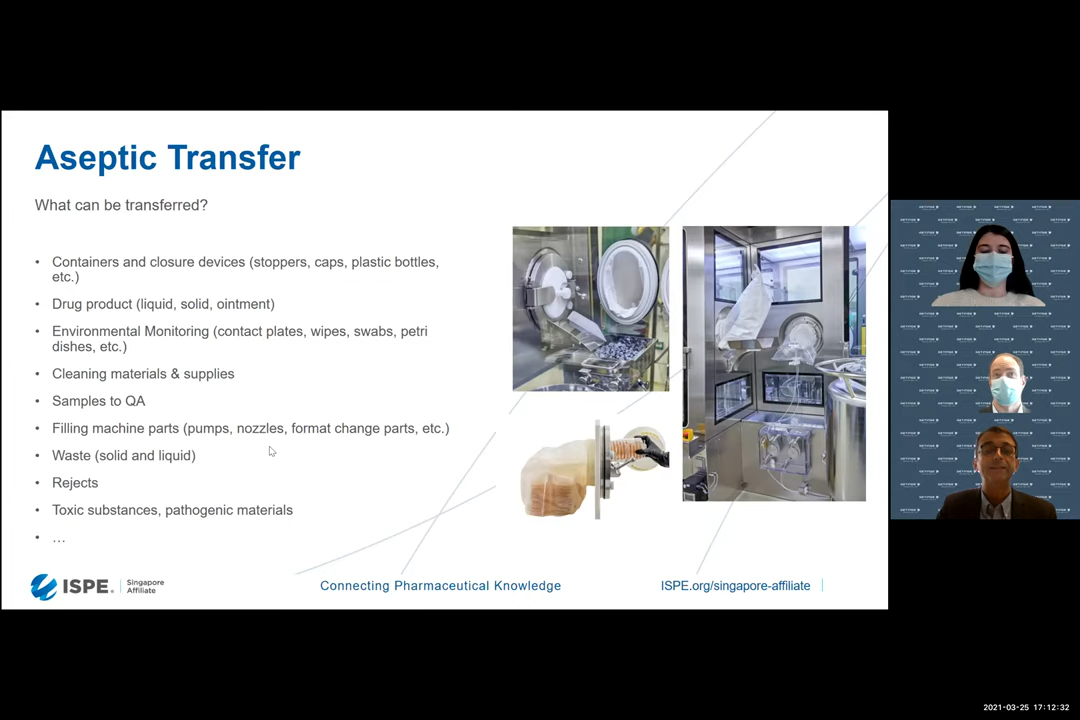 Aseptic Transfer
What can be transferred?
• Containers and closure devices (stoppers, caps, plastic bottles,
etc.)
• Drug product (liquid, solid, ointment)
• Environmental Monitoring (contact plates, wipes, swabs, petri
dishes, etc.)
• Cleaning materials & supplies
• Samples to QA
• Filling machine parts (pumps, nozzles, format change parts, etc.)
• Waste (solid and liquid)
• Rejects
• Toxic substances, pathogenic materials
• …
ISPE.
Singapore
Affiliate
Connecting Pharmaceutical Knowledge
ISPE.org/singapore-affiliate
2021-03-25 17:12:32